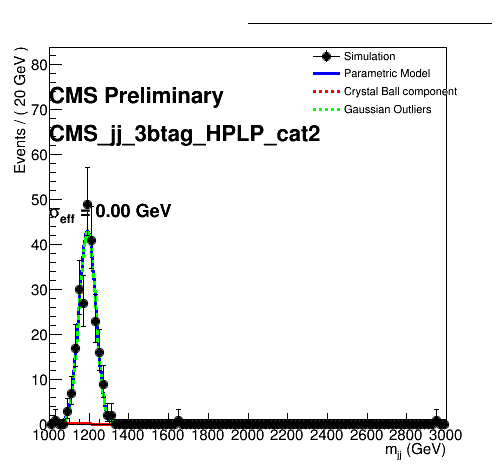 Events / ( 20 GeV )
Simulation
Parametric Model
Crystal Ball component
Gaussian Outliers
CMS Preliminary
CMS_jj_3btag_HPLP_cat2
σeff = 0.00 GeV
80
70
60
50
40
30
20
10
0
1000 1200 1400 1600 1800 2000 2200 2400 2600 2800 3000
mjj (GeV)